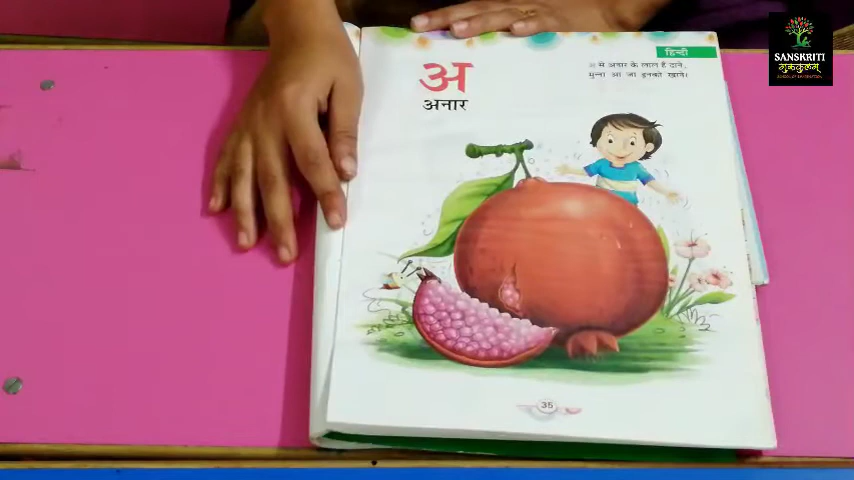 हिन्दी
अ
अनार
अ से अनार के लाल हैं दाने,
मुन्ना आ जा इनको खाने।
35
SANSKRITI
गुरुकुलम्